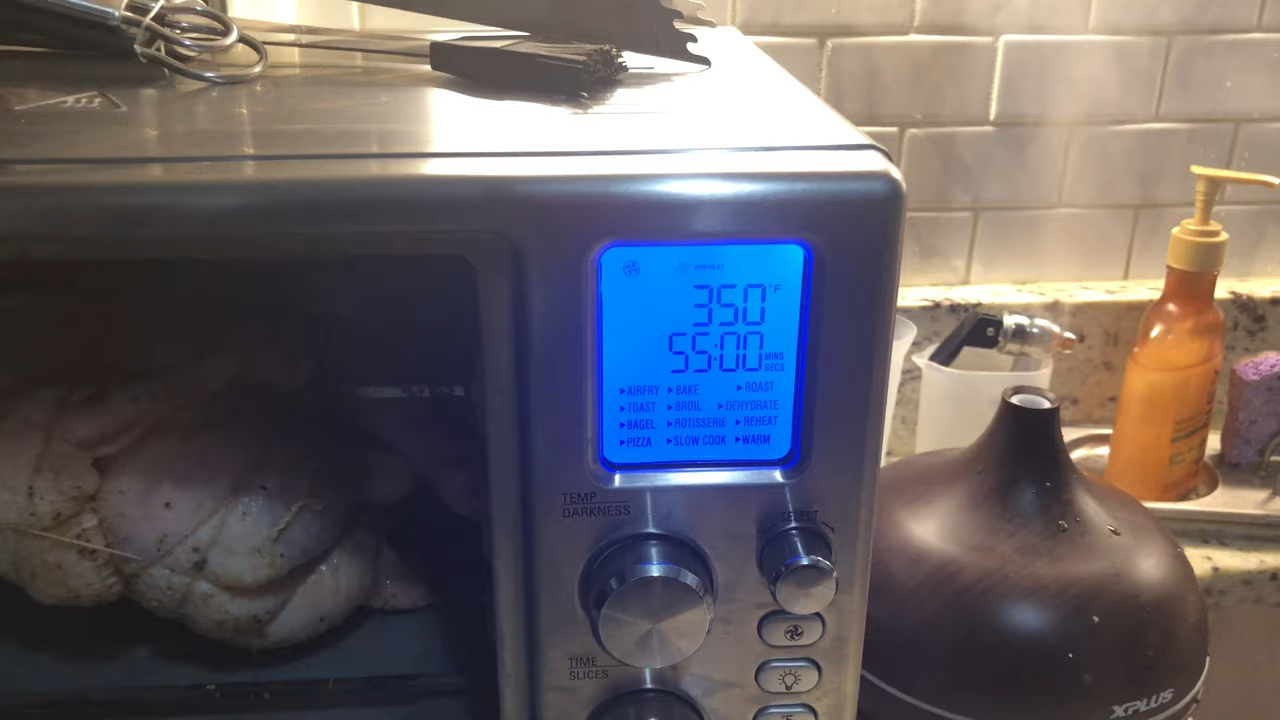 PREHEAT
350°F
55:00 MINS SECS
▶AIRFRY ▶BAKE ▶ROAST
▶TOAST ▶BROIL ▶DEHYDRATE
▶BAGEL ▶ROTISSERIE ▶REHEAT
▶PIZZA ▶SLOW COOK ▶WARM
TEMP
DARKNESS
SELECT
TIME
SLICES
°F
XPLUS